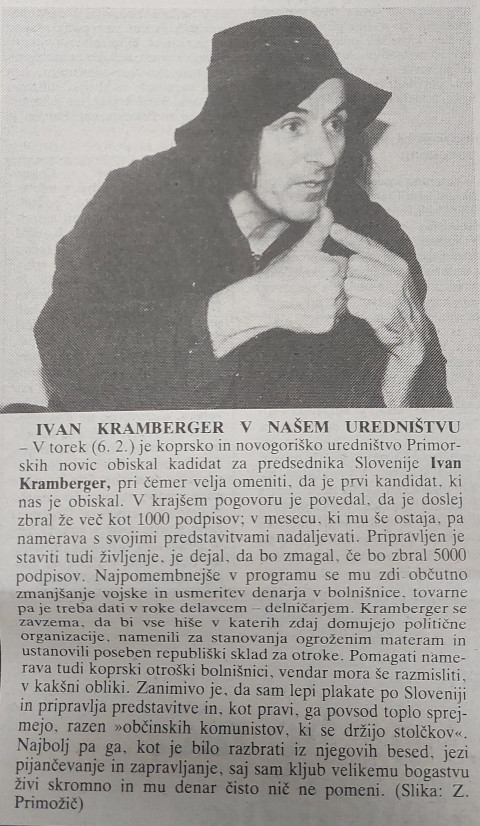 IVAN KRAMBERGER V NAŠEM UREDNIŠTVU
– V torek (6. 2.) je koprsko in novogoriško uredništvo Primor-
skih novic obiskal kadidat za predsednika Slovenije Ivan
Kramberger, pri čemer velja omeniti, da je prvi kandidat, ki
nas je obiskal. V krajšem pogovoru je povedal, da je doslej
zbral že več kot 1000 podpisov; v mesecu, ki mu še ostaja, pa
namerava s svojimi predstavitvami nadaljevati. Pripravljen je
staviti tudi življenje, je dejal, da bo zmagal, če bo zbral 5000
podpisov. Najpomembnejše v programu se mu zdi občutno
zmanjšanje vojske in usmeritev denarja v bolnišnice, tovarne
pa je treba dati v roke delavcem – delničarjem. Kramberger se
zavzema, da bi vse hiše v katerih zdaj domujejo politične
organizacije, namenili za stanovanja ogroženim materam in
ustanovili poseben republiški sklad za otroke. Pomagati name-
rava tudi koprski otroški bolnišnici, vendar mora še razmisliti,
v kakšni obliki. Zanimivo je, da sam lepi plakate po Sloveniji
in pripravlja predstavitve in, kot pravi, ga povsod toplo sprej-
mejo, razen »občinskih komunistov, ki se držijo stolčkov«.
Najbolj pa ga, kot je bilo razbrati iz njegovih besed, jezi
pijančevanje in zapravljanje, saj sam kljub velikemu bogastvu
živi skromno in mu denar čisto nič ne pomeni. (Slika: Z.
Primožič)